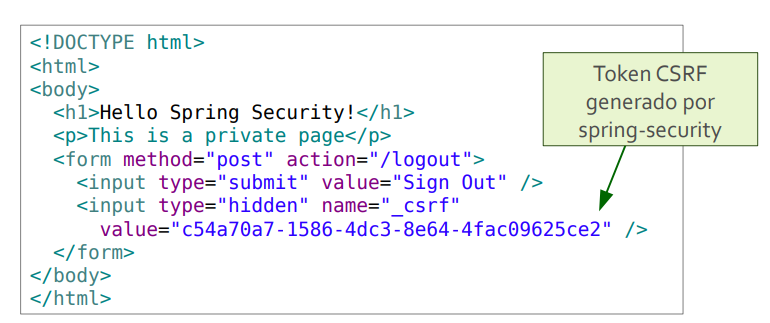 <!DOCTYPE html>
<html>
<body>
<h1>Hello Spring Security!</h1>
<p>This is a private page</p>
<form method="post" action="/logout">
<input type="submit" value="Sign Out" />
<input type="hidden" name="_csrf"
value="c54a70a7-1586-4dc3-8e64-4fac09625ce2" />
</form>
</body>
</html>
Token CSRF
generado por
spring-security